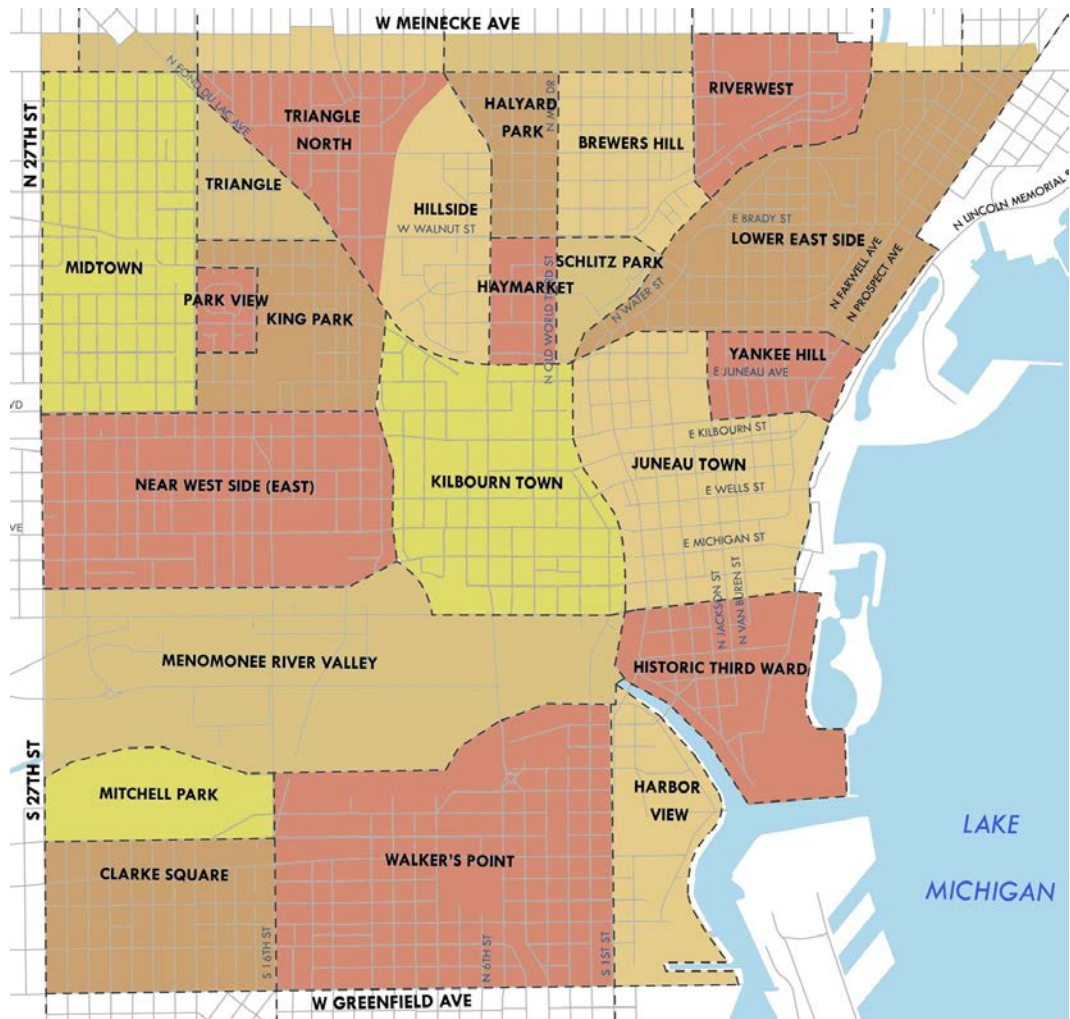 W MEINECKE AVE
N 27TH ST
N FOND DU LAC AVE
TRIANGLE
NORTH
HALYARD
PARK
BREWERS HILL
RIVERWEST
TRIANGLE
HILLSIDE
W WALNUT ST
E BRADY ST
LOWER EAST SIDE
N LINCOLN MEMORIAL
MIDTOWN
PARK VIEW
KING PARK
HAYMARKET
SCHLITZ PARK
N WATER ST
N OLD WORLD THIRD ST
N FARWELL AVE
N PROSPECT AVE
YANKEE HILL
E JUNEAU AVE
VD
E KILBOURN ST
NEAR WEST SIDE (EAST)
KILBOURN TOWN
JUNEAU TOWN
E WELLS ST
VE
E MICHIGAN ST
N JACKSON ST
N VAN BUREN ST
MENOMONEE RIVER VALLEY
HISTORIC THIRD WARD
S 27TH ST
MITCHELL PARK
HARBOR
VIEW
CLARKE SQUARE
WALKER'S POINT
LAKE
MICHIGAN
S 16TH ST
N 6TH ST
S 1ST ST
W GREENFIELD AVE